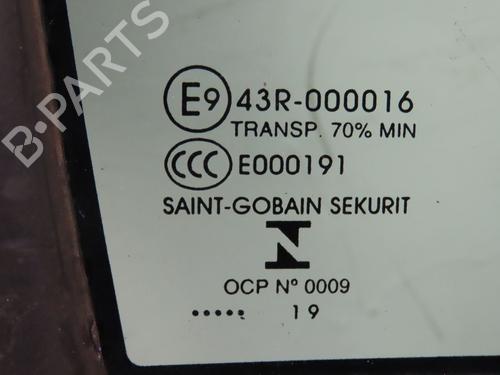 E9 43R-000016
TRANSP. 70% MIN
CCC E000191
SAINT-GOBAIN SEKURIT
N
OCP Nº 0009
..... 19
B-PARTS